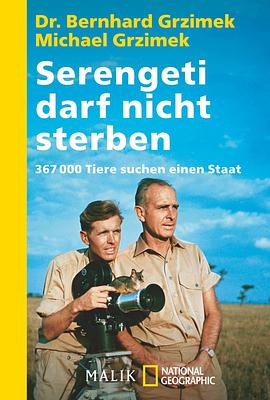 Dr. Bernhard Grzimek
Michael Grzimek
Serengeti
darf nicht
sterben
367 000 Tiere suchen einen Staat
MALIK
NATIONAL
GEOGRAPHIC